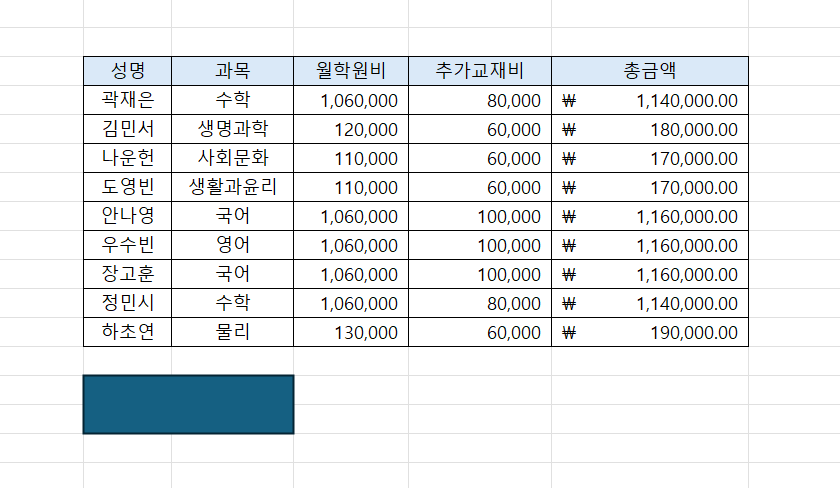 성명 과목 월학원비 추가교재비 총금액
곽재은 수학 1,060,000 80,000 ₩ 1,140,000.00
김민서 생명과학 120,000 60,000 ₩ 180,000.00
나운헌 사회문화 110,000 60,000 ₩ 170,000.00
도영빈 생활과윤리 110,000 60,000 ₩ 170,000.00
안나영 국어 1,060,000 100,000 ₩ 1,160,000.00
우수빈 영어 1,060,000 100,000 ₩ 1,160,000.00
장고훈 국어 1,060,000 100,000 ₩ 1,160,000.00
정민시 수학 1,060,000 80,000 ₩ 1,140,000.00
하초연 물리 130,000 60,000 ₩ 190,000.00